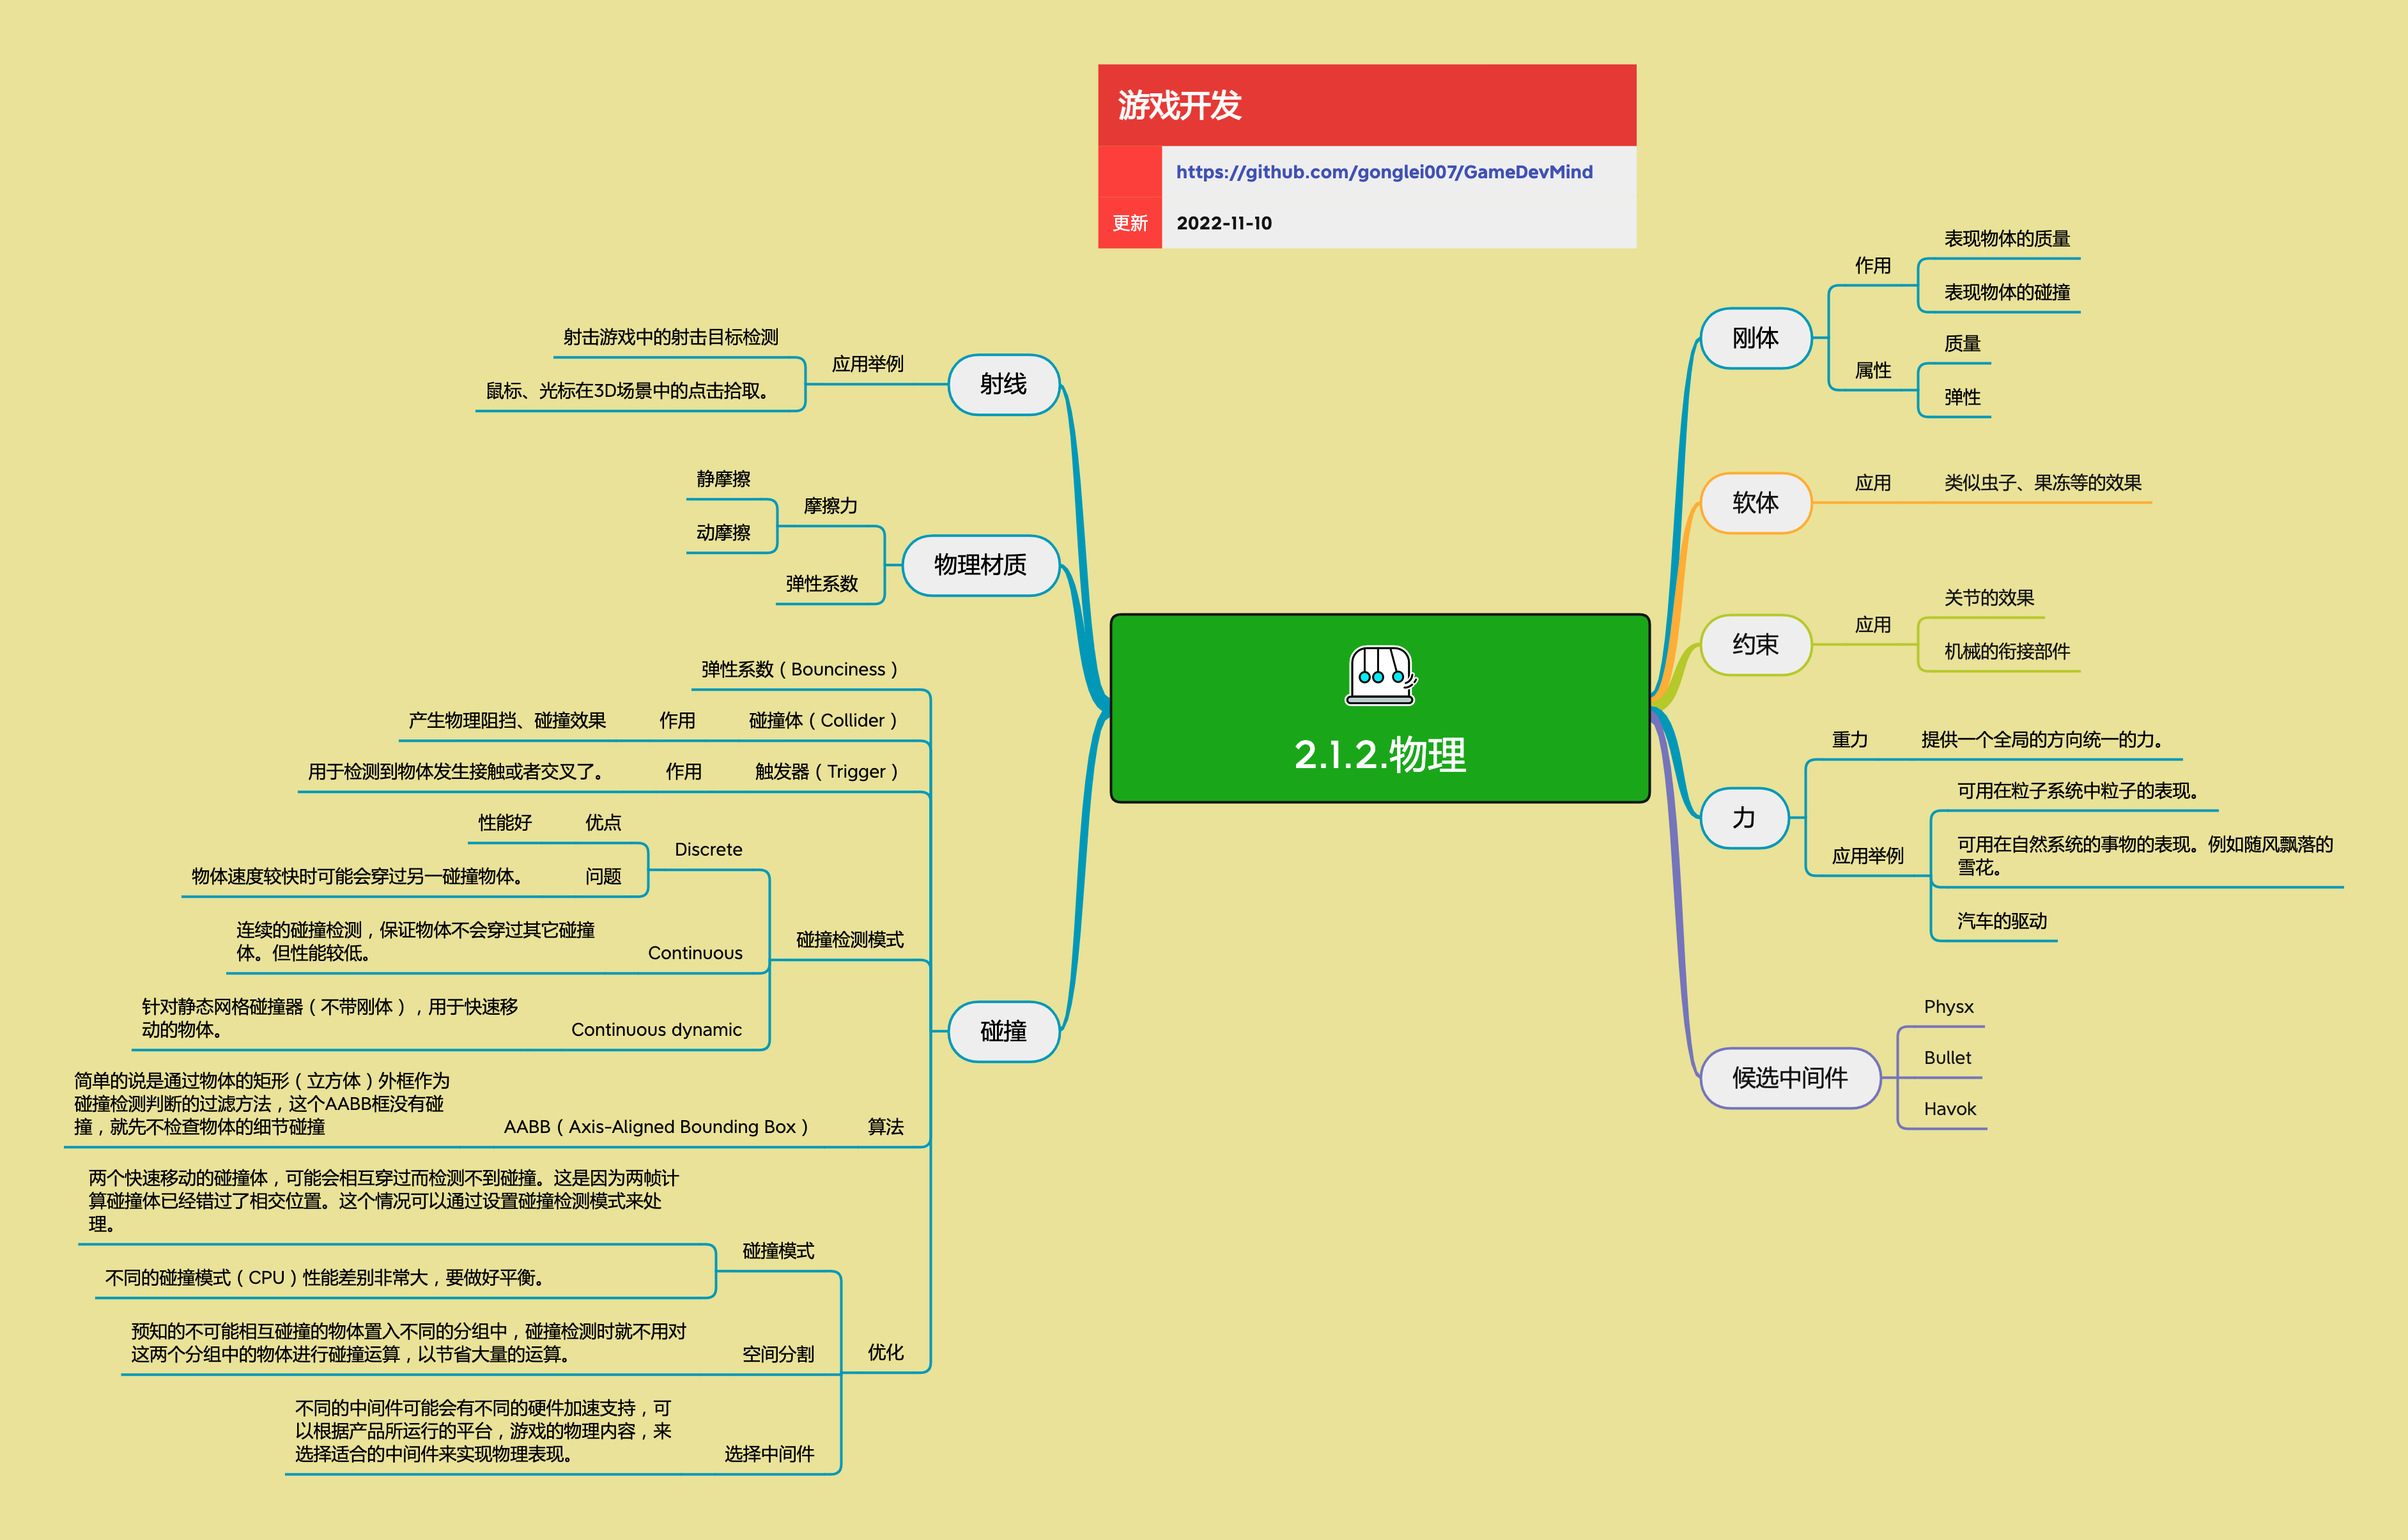 游戏开发
https://github.com/gonglei007/GameDevMind
更新
2022-11-10
2.1.2.物理
刚体
作用
表现物体的质量
表现物体的碰撞
属性
质量
弹性
软体
应用
类似虫子、果冻等的效果
约束
应用
关节的效果
机械的衔接部件
力
重力
提供一个全局的方向统一的力。
应用举例
可用在粒子系统中粒子的表现。
可用在自然系统的事物的表现。例如随风飘落的
雪花。
汽车的驱动
候选中间件
Physx
Bullet
Havok
射线
应用举例
射击游戏中的射击目标检测
鼠标、光标在3D场景中的点击拾取。
物理材质
摩擦力
静摩擦
动摩擦
弹性系数
碰撞
弹性系数（Bounciness）
碰撞体（Collider）
作用
产生物理阻挡、碰撞效果
触发器（Trigger）
作用
用于检测到物体发生接触或者交叉了。
碰撞检测模式
Discrete
优点
性能好
问题
物体速度较快时可能会穿过另一碰撞物体。
Continuous
连续的碰撞检测，保证物体不会穿过其它碰撞
体。但性能较低。
Continuous dynamic
针对静态网格碰撞器（不带刚体），用于快速移
动的物体。
算法
AABB（Axis-Aligned Bounding Box）
简单的说是通过物体的矩形（立方体）外框作为
碰撞检测判断的过滤方法，这个AABB框没有碰
撞，就先不检查物体的细节碰撞
优化
碰撞模式
两个快速移动的碰撞体，可能会相互穿过而检测不到碰撞。这是因为两帧计
算碰撞体已经错过了相交位置。这个情况可以通过设置碰撞检测模式来处
理。
不同的碰撞模式（CPU）性能差别非常大，要做好平衡。
空间分割
预知的不可能相互碰撞的物体置入不同的分组中，碰撞检测时就不用对
这两个分组中的物体进行碰撞运算，以节省大量的运算。
选择中间件
不同的中间件可能会有不同的硬件加速支持，可
以根据产品所运行的平台，游戏的物理内容，来
选择适合的中间件来实现物理表现。